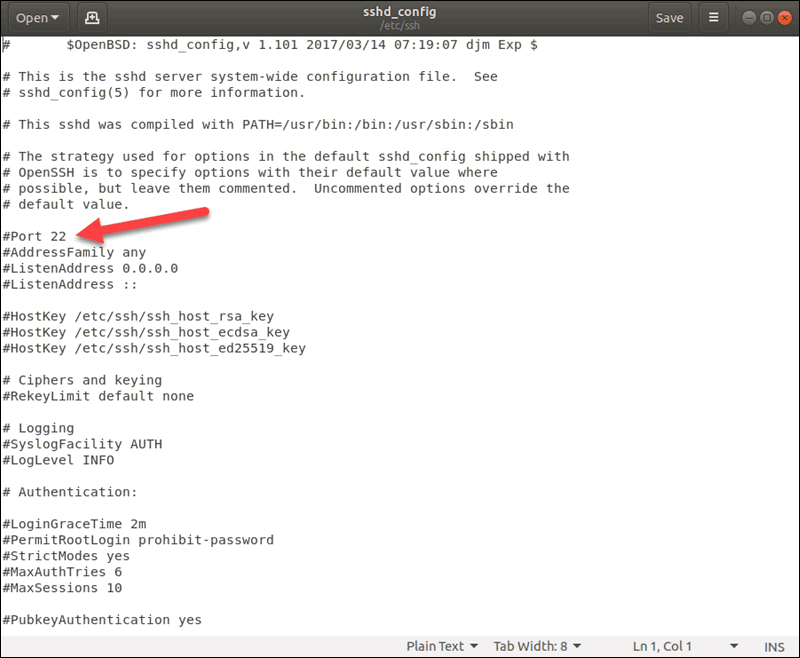 Open
sshd_config
/etc/ssh
Save
#       $OpenBSD: sshd_config,v 1.101 2017/03/14 07:19:07 djm Exp $

# This is the sshd server system-wide configuration file.  See
# sshd_config(5) for more information.

# This sshd was compiled with PATH=/usr/bin:/bin:/usr/sbin:/sbin

# The strategy used for options in the default sshd_config shipped with
# OpenSSH is to specify options with their default value where
# possible, but leave them commented.  Uncommented options override the
# default value.

#Port 22
#AddressFamily any
#ListenAddress 0.0.0.0
#ListenAddress ::

#HostKey /etc/ssh/ssh_host_rsa_key
#HostKey /etc/ssh/ssh_host_ecdsa_key
#HostKey /etc/ssh/ssh_host_ed25519_key

# Ciphers and keying
#RekeyLimit default none

# Logging
#SyslogFacility AUTH
#LogLevel INFO

# Authentication:

#LoginGraceTime 2m
#PermitRootLogin prohibit-password
#StrictModes yes
#MaxAuthTries 6
#MaxSessions 10

#PubkeyAuthentication yes
Plain Text Tab Width: 8 Ln 1, Col 1 INS